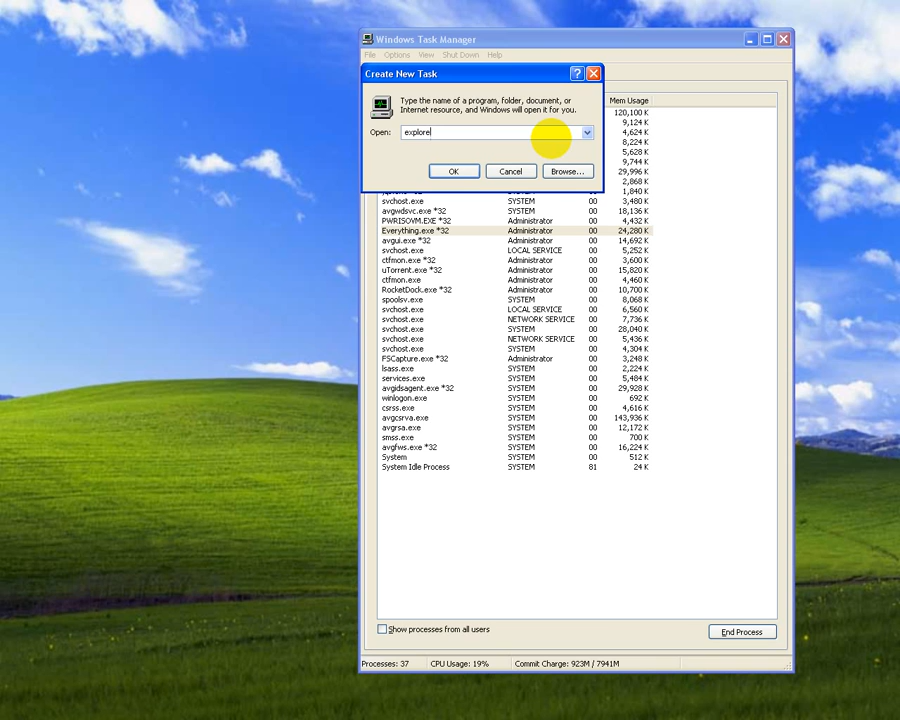 Windows Task Manager
File Options View Shut Down Help
Create New Task
Type the name of a program, folder, document, or
Internet resource, and Windows will open it for you.
Open: explore
OK Cancel Browse...
Mem Usage
120,100 K
9,124 K
4,624 K
8,224 K
5,628 K
9,744 K
29,996 K
2,868 K
SYSTEM 00 1,840 K
svchost.exe SYSTEM 00 3,480 K
avgwdsvc.exe *32 SYSTEM 00 18,136 K
PWRISOVM.EXE *32 Administrator 00 4,432 K
Everything.exe *32 Administrator 00 24,280 K
avgui.exe *32 Administrator 00 14,692 K
svchost.exe LOCAL SERVICE 00 5,252 K
ctfmon.exe *32 Administrator 00 3,600 K
uTorrent.exe *32 Administrator 00 15,820 K
ctfmon.exe Administrator 00 4,460 K
RocketDock.exe *32 Administrator 00 10,700 K
spoolsv.exe SYSTEM 00 8,068 K
svchost.exe LOCAL SERVICE 00 6,560 K
svchost.exe NETWORK SERVICE 00 7,736 K
svchost.exe SYSTEM 00 28,040 K
svchost.exe NETWORK SERVICE 00 5,436 K
svchost.exe SYSTEM 00 4,304 K
FSCapture.exe *32 Administrator 00 3,248 K
lsass.exe SYSTEM 00 2,224 K
services.exe SYSTEM 00 5,484 K
avgidsagent.exe *32 SYSTEM 00 29,928 K
winlogon.exe SYSTEM 00 692 K
csrss.exe SYSTEM 00 4,616 K
avgcsrva.exe SYSTEM 00 143,936 K
avgrsa.exe SYSTEM 00 12,172 K
smss.exe SYSTEM 00 700 K
avgfws.exe *32 SYSTEM 00 16,224 K
System SYSTEM 00 512 K
System Idle Process SYSTEM 81 24 K
Show processes from all users End Process
Processes: 37 CPU Usage: 19% Commit Charge: 923M / 7941M